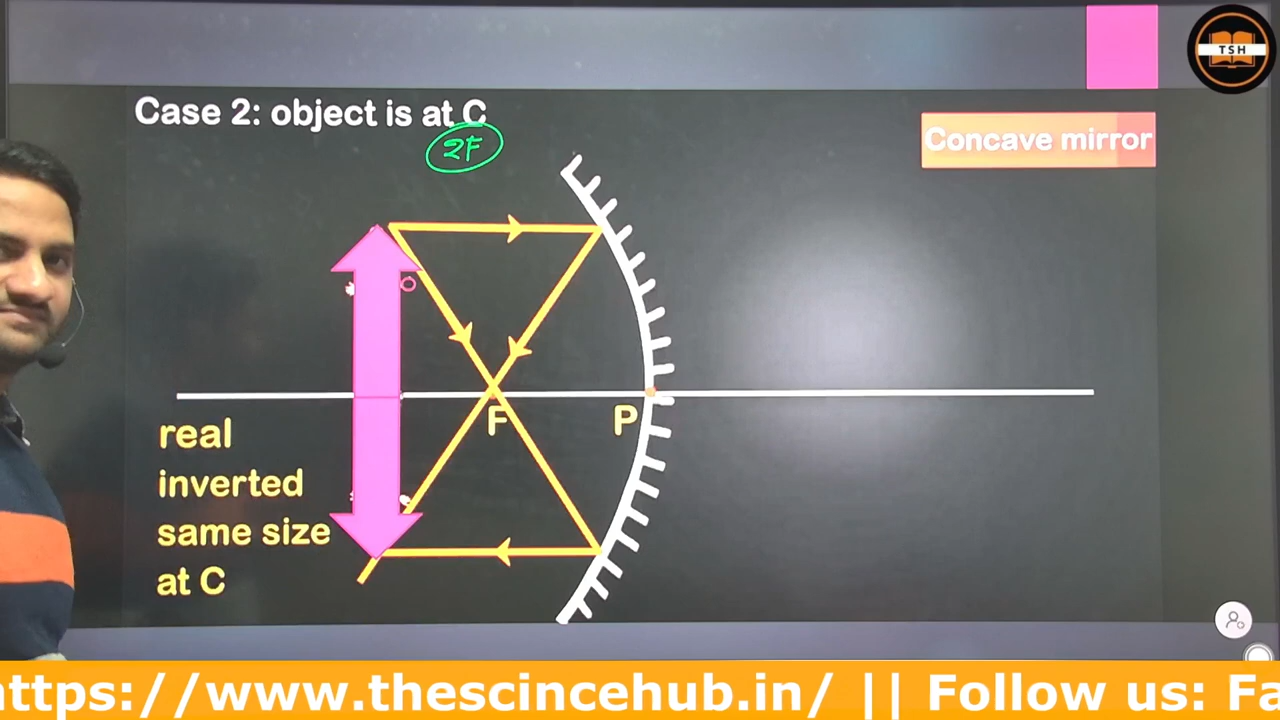 TSH
Case 2: object is at C
2F
Concave mirror
O
F
P
real
inverted
same size
at C
https://www.thescincehub.in/ || Follow us: Fa